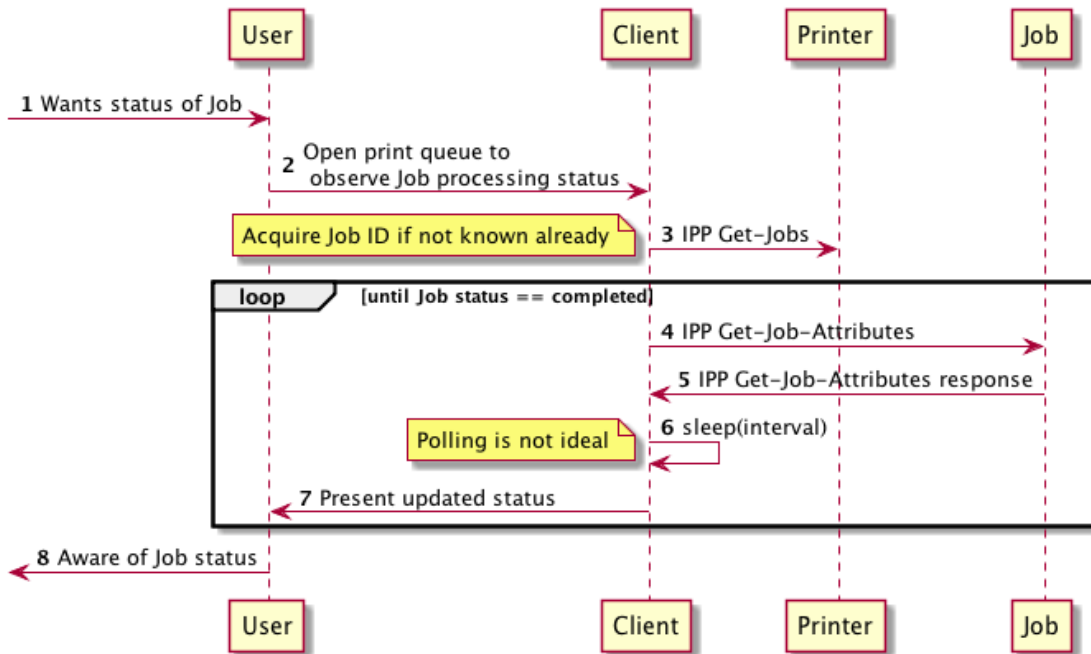 User
Client
Printer
Job
1 Wants status of Job
2 Open print queue to
observe Job processing status
Acquire Job ID if not known already
3 IPP Get-Jobs
loop
[until Job status == completed]
4 IPP Get-Job-Attributes
5 IPP Get-Job-Attributes response
Polling is not ideal
6 sleep(interval)
7 Present updated status
8 Aware of Job status
User
Client
Printer
Job